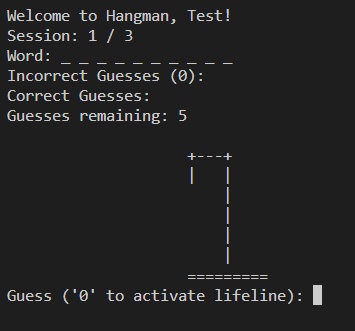 Welcome to Hangman, Test!
Session: 1 / 3
Word: _ _ _ _ _ _ _ _ _ _
Incorrect Guesses (0):
Correct Guesses:
Guesses remaining: 5
+---+
|   |
    |
    |
    |
    |
=========
Guess ('0' to activate lifeline):